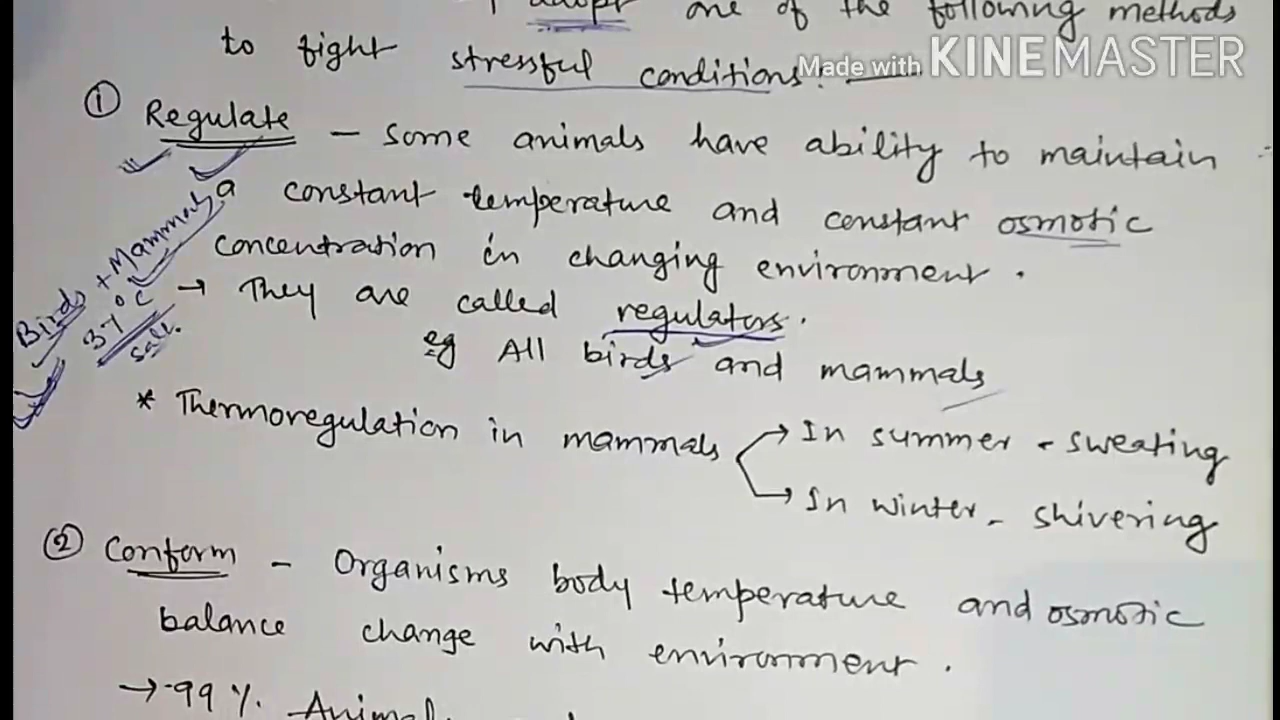 adopt one of the following methods
to fight stressful conditions:
Made with KINEMASTER
① Regulate – Some animals have ability to maintain
a constant temperature and constant osmotic
concentration in changing environment.
→ They are called regulators.
eg All birds and mammals
Birds + Mammals
37°C
* Thermoregulation in mammals → In summer - sweating
→ In winter - shivering
② Conform – Organisms body temperature and osmotic
balance change with environment.
→ 99 %. Animal